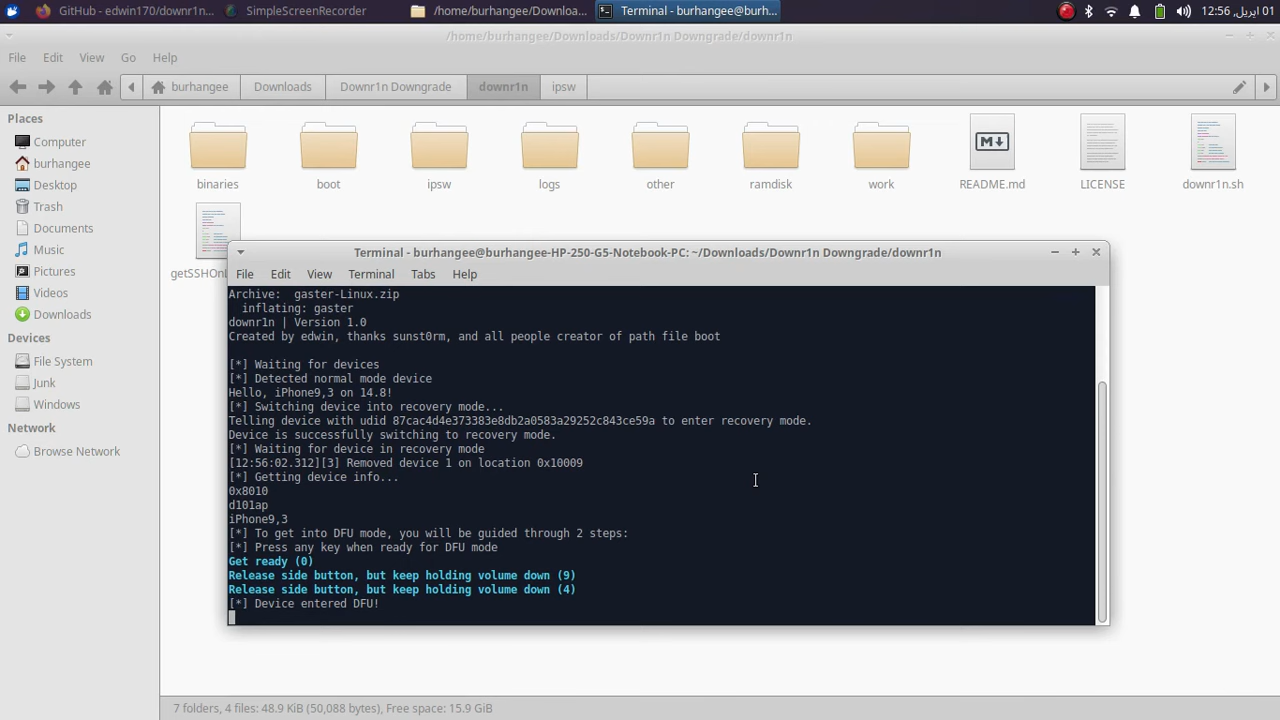 GitHub - edwin170/downr1n...
SimpleScreenRecorder
/home/burhangee/Downloa...
Terminal - burhangee@burh...
01 اپریل, 12:56
/home/burhangee/Downloads/Downr1n Downgrade/downr1n/
File Edit View Go Help
burhangee Downloads Downr1n Downgrade downr1n ipsw
Places
Computer
burhangee
Desktop
Trash
Documents
Music
Pictures
Videos
Downloads
Devices
File System
Junk
Windows
Network
Browse Network
binaries boot ipsw logs other ramdisk work README.md LICENSE downr1n.sh
M
Terminal - burhangee@burhangee-HP-250-G5-Notebook-PC: ~/Downloads/Downr1n Downgrade/downr1n
File Edit View Terminal Tabs Help
Archive: gaster-Linux.zip
inflating: gaster
downr1n | Version 1.0
Created by edwin, thanks sunst0rm, and all people creator of path file boot
[*] Waiting for devices
[*] Detected normal mode device
Hello, iPhone9,3 on 14.8!
[*] Switching device into recovery mode...
Telling device with udid 87cac4d4e373383e8db2a0583a29252c843ce59a to enter recovery mode.
Device is successfully switching to recovery mode.
[*] Waiting for device in recovery mode
[12:56:02.312][3] Removed device 1 on location 0x10009
[*] Getting device info...
0x8010
d101ap
iPhone9,3
[*] To get into DFU mode, you will be guided through 2 steps:
[*] Press any key when ready for DFU mode
Get ready (0)
Release side button, but keep holding volume down (9)
Release side button, but keep holding volume down (4)
[*] Device entered DFU!
7 folders, 4 files: 48.9 KiB (50,088 bytes), Free space: 15.9 GiB